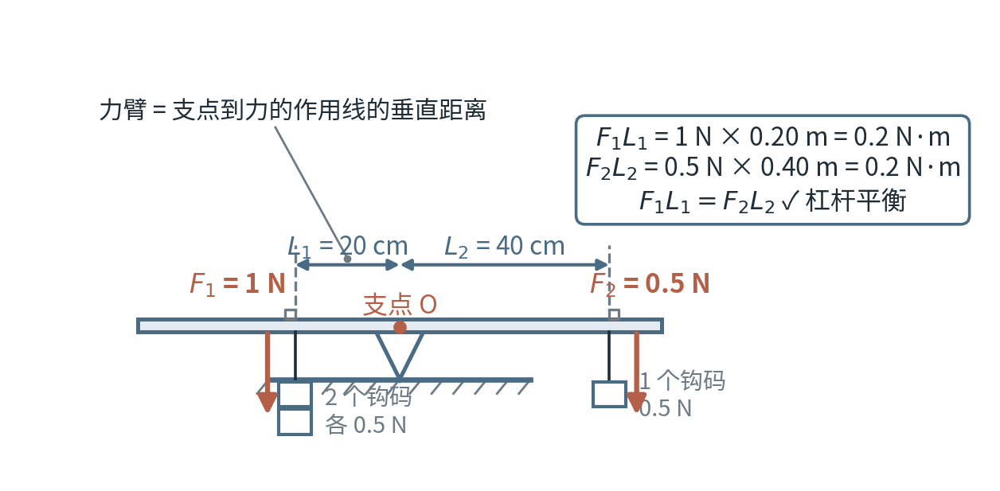 力臂 = 支点到力的作用线的垂直距离
F₁L₁ = 1 N × 0.20 m = 0.2 N·m
F₂L₂ = 0.5 N × 0.40 m = 0.2 N·m
F₁L₁ = F₂L₂ ✓ 杠杆平衡
L₁ = 20 cm
L₂ = 40 cm
F₁ = 1 N
F₂ = 0.5 N
支点 O
2 个钩码
各 0.5 N
1 个钩码
0.5 N